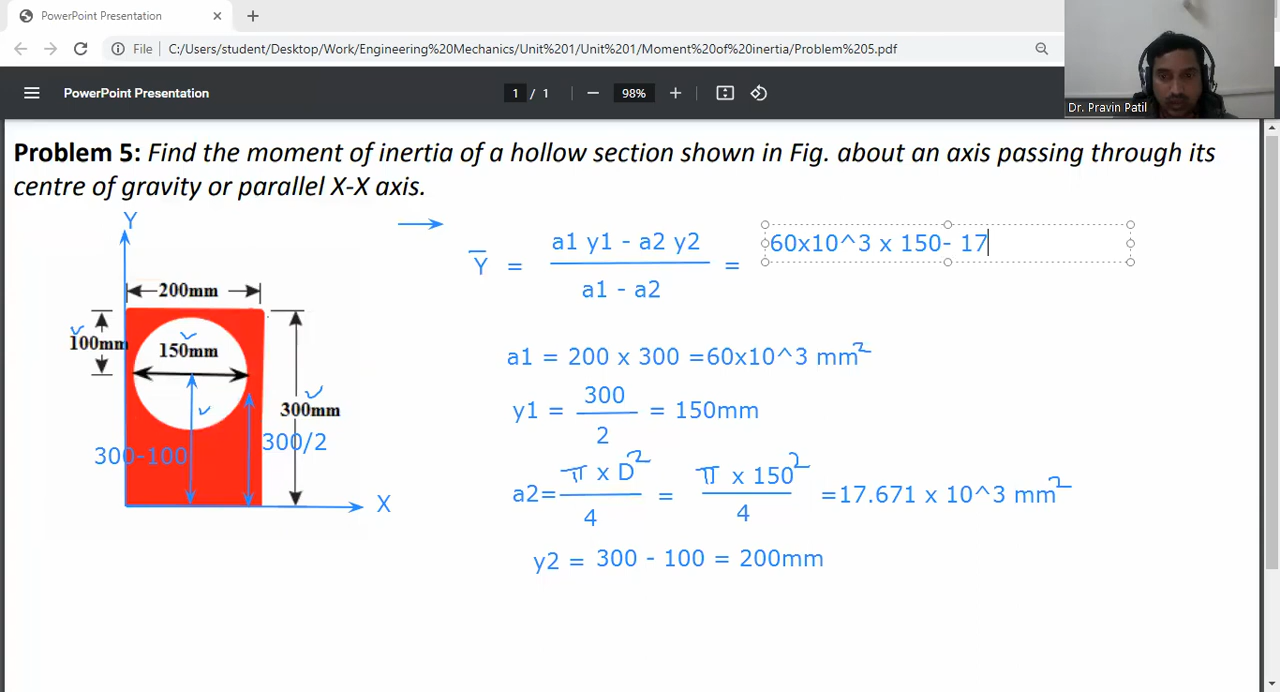 PowerPoint Presentation
File C:/Users/student/Desktop/Work/Engineering%20Mechanics/Unit%201/Unit%201/Moment%20of%20inertia/Problem%205.pdf
PowerPoint Presentation 1 / 1 98%
Dr. Pravin Patil
Problem 5: Find the moment of inertia of a hollow section shown in Fig. about an axis passing through its
centre of gravity or parallel X-X axis.
Y
200mm
100mm
150mm
300mm
300-100
300/2
X
Y = a1 y1 - a2 y2 = 60x10^3 x 150- 17
a1 - a2
a1 = 200 x 300 =60x10^3 mm2
y1 = 300 = 150mm
2
a2= π x D2 = π x 1502 =17.671 x 10^3 mm2
4 4
y2 = 300 - 100 = 200mm